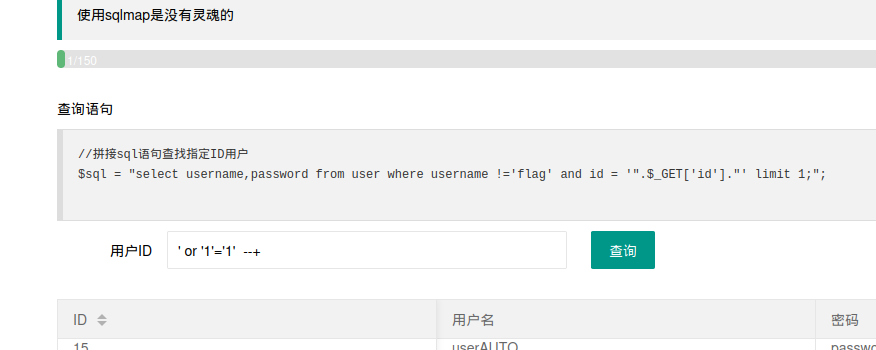 使用sqlmap是没有灵魂的
1/150
查询语句
//拼接sql语句查找指定ID用户
$sql = "select username,password from user where username !='flag' and id = '".$_GET['id']."' limit 1;";
用户ID ' or '1'='1'  --+ 查询
ID 用户名 密码
15 userAUTO